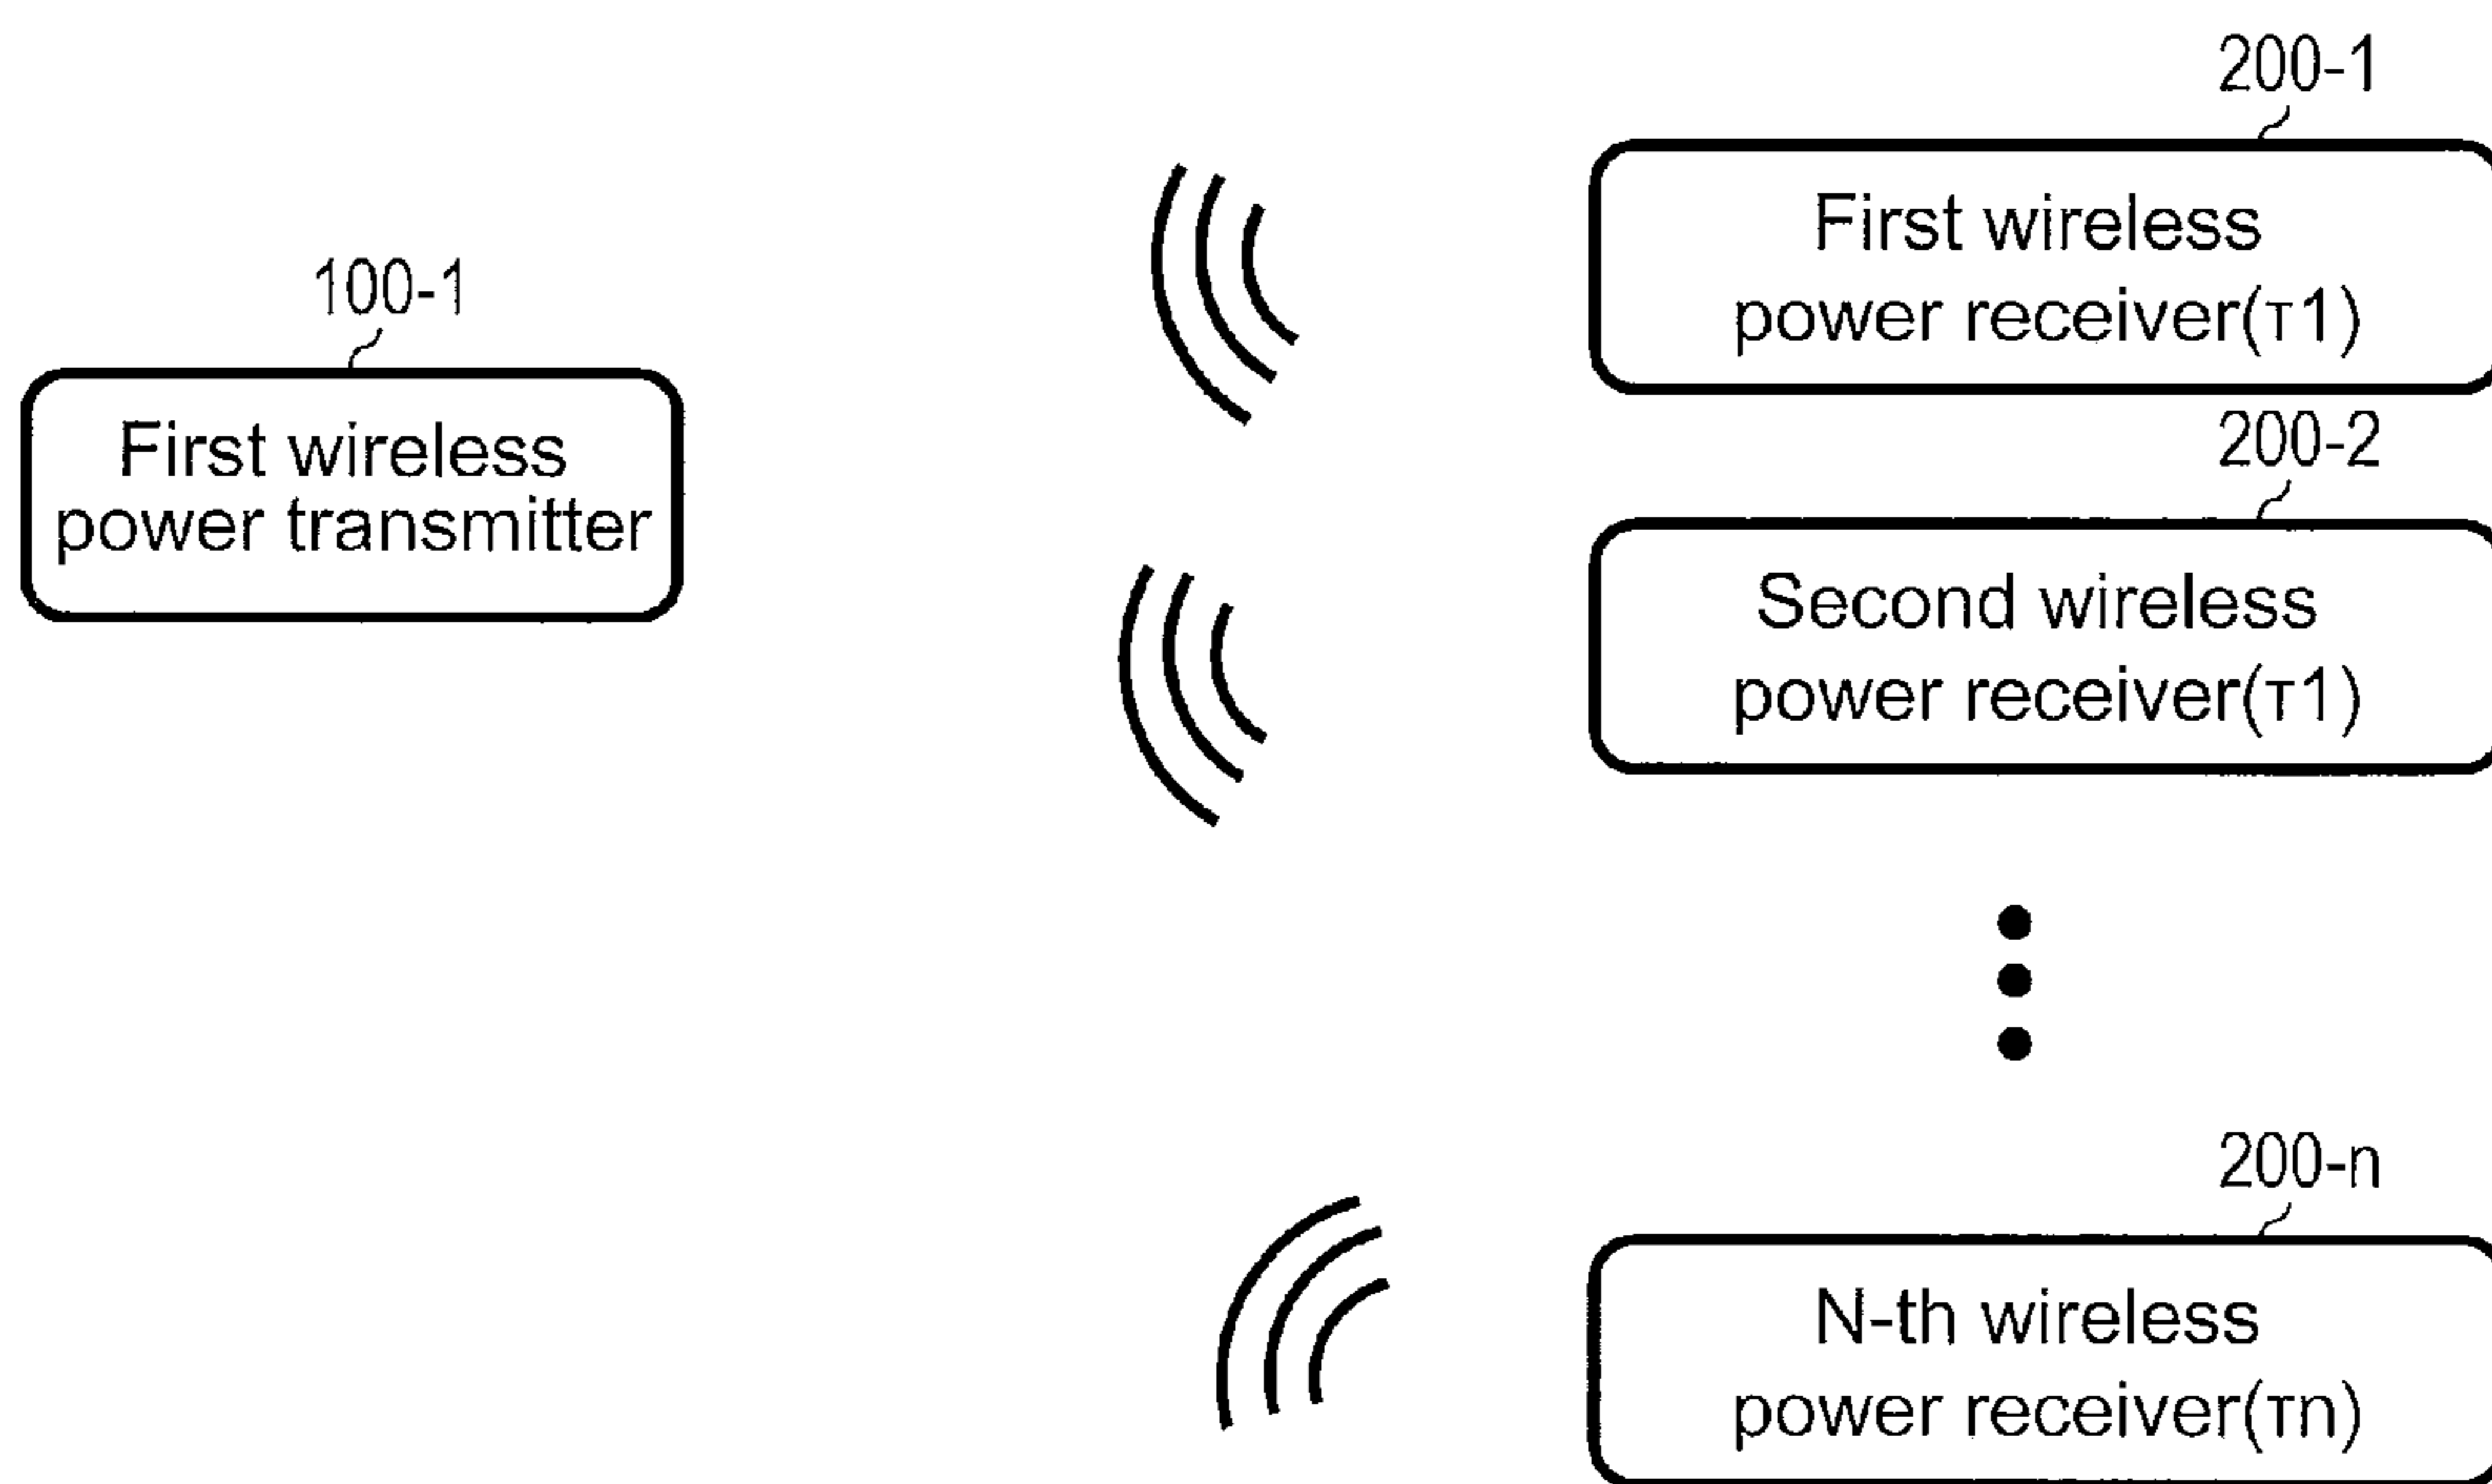 200-1
First wireless
power receiver(τ1)
100-1
First wireless
power transmitter
200-2
Second wireless
power receiver(τ1)
200-n
N-th wireless
power receiver(τn)